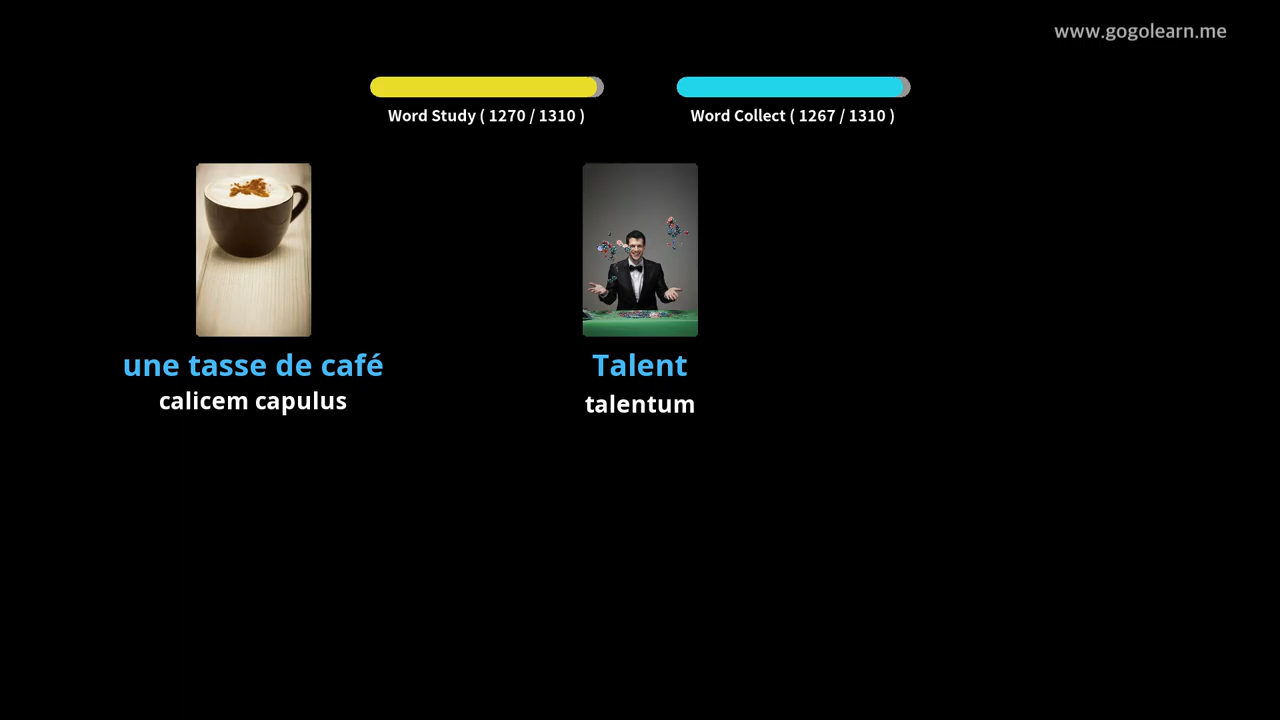 www.gogolearn.me
Word Study ( 1270 / 1310 )
Word Collect ( 1267 / 1310 )
une tasse de café
calicem capulus
Talent
talentum